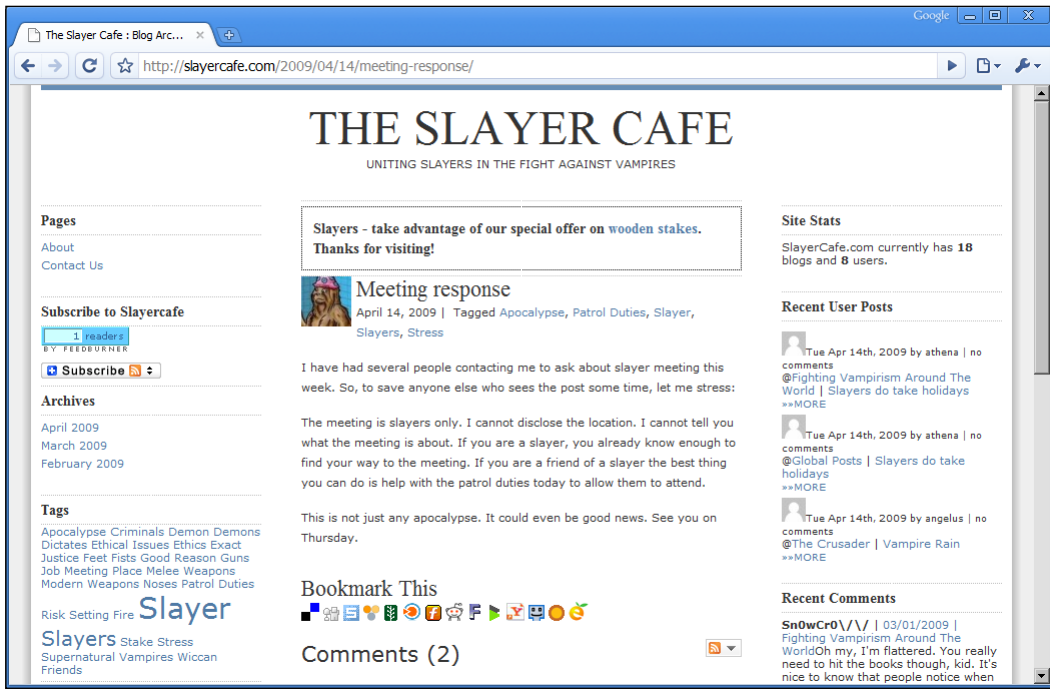 Google
The Slayer Cafe : Blog Arc...
http://slayercafe.com/2009/04/14/meeting-response/
THE SLAYER CAFE
UNITING SLAYERS IN THE FIGHT AGAINST VAMPIRES
Pages
About
Contact Us
Subscribe to Slayercafe
1 readers
BY FEEDBURNER
Subscribe
Archives
April 2009
March 2009
February 2009
Tags
Apocalypse Criminals Demon Demons
Dictates Ethical Issues Ethics Exact
Justice Feet Fists Good Reason Guns
Job Meeting Place Melee Weapons
Modern Weapons Noses Patrol Duties
Risk Setting Fire Slayer
Slayers Stake Stress
Supernatural Vampires Wiccan
Friends
Slayers - take advantage of our special offer on wooden stakes.
Thanks for visiting!
Meeting response
April 14, 2009 | Tagged Apocalypse, Patrol Duties, Slayer,
Slayers, Stress
I have had several people contacting me to ask about slayer meeting this
week. So, to save anyone else who sees the post some time, let me stress:
The meeting is slayers only. I cannot disclose the location. I cannot tell you
what the meeting is about. If you are a slayer, you already know enough to
find your way to the meeting. If you are a friend of a slayer the best thing
you can do is help with the patrol duties today to allow them to attend.
This is not just any apocalypse. It could even be good news. See you on
Thursday.
Bookmark This
Comments (2)
Site Stats
SlayerCafe.com currently has 18
blogs and 8 users.
Recent User Posts
Tue Apr 14th, 2009 by athena | no
comments
@Fighting Vampirism Around The
World | Slayers do take holidays
»»MORE
Tue Apr 14th, 2009 by athena | no
comments
@Global Posts | Slayers do take
holidays
»»MORE
Tue Apr 14th, 2009 by angelus | no
comments
@The Crusader | Vampire Rain
»»MORE
Recent Comments
Sn0wCr0\/\/ | 03/01/2009 |
Fighting Vampirism Around The
WorldOh my, I'm flattered. You really
need to hit the books though, kid. It's
nice to know that people notice when